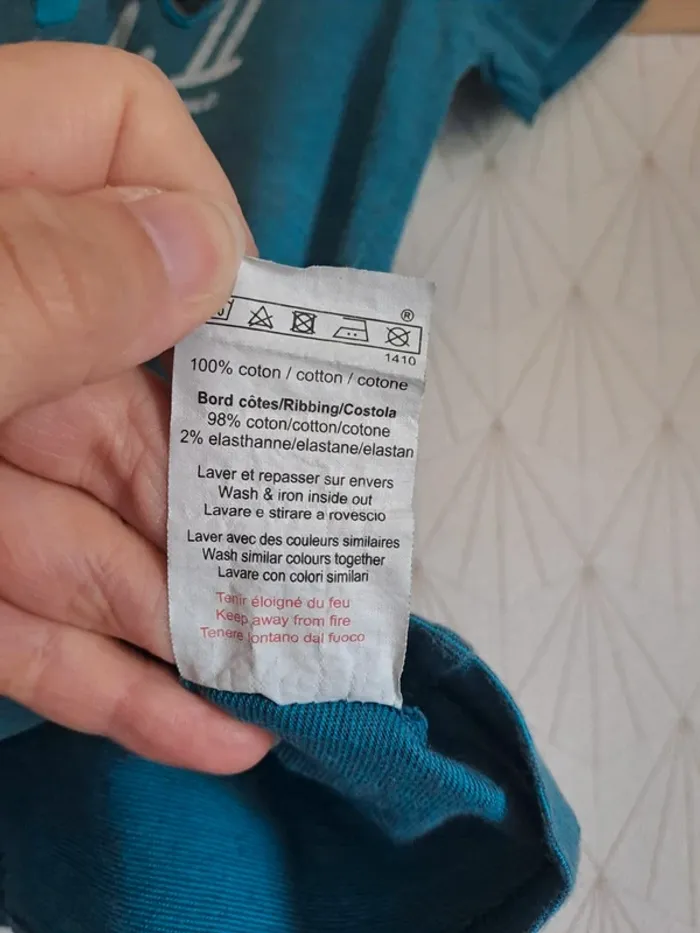 ®
1410
100% coton / cotton / cotone
Bord côtes/Ribbing/Costola
98% coton/cotton/cotone
2% elasthanne/elastane/elastan
Laver et repasser sur envers
Wash & iron inside out
Lavare e stirare a rovescio
Laver avec des couleurs similaires
Wash similar colours together
Lavare con colori similari
Tenir éloigné du feu
Keep away from fire
Tenere lontano dal fuoco